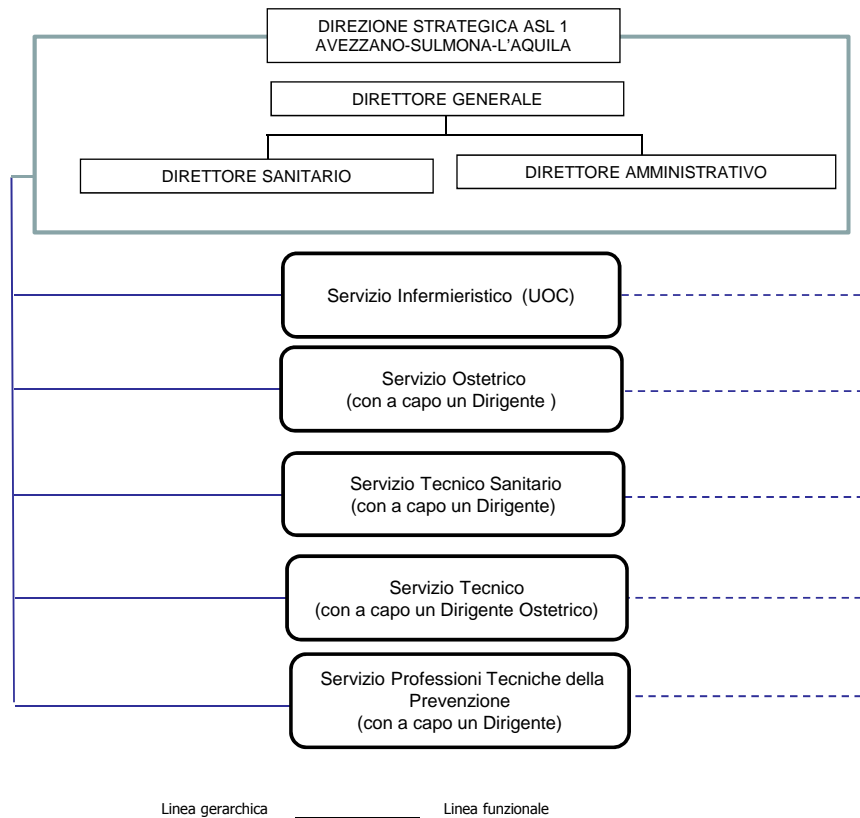 DIREZIONE STRATEGICA ASL 1
AVEZZANO-SULMONA-L'AQUILA
DIRETTORE GENERALE
DIRETTORE SANITARIO
DIRETTORE AMMINISTRATIVO
Servizio Infermieristico (UOC)
Servizio Ostetrico
(con a capo un Dirigente )
Servizio Tecnico Sanitario
(con a capo un Dirigente)
Servizio Tecnico
(con a capo un Dirigente Ostetrico)
Servizio Professioni Tecniche della
Prevenzione
(con a capo un Dirigente)
Linea gerarchica Linea funzionale